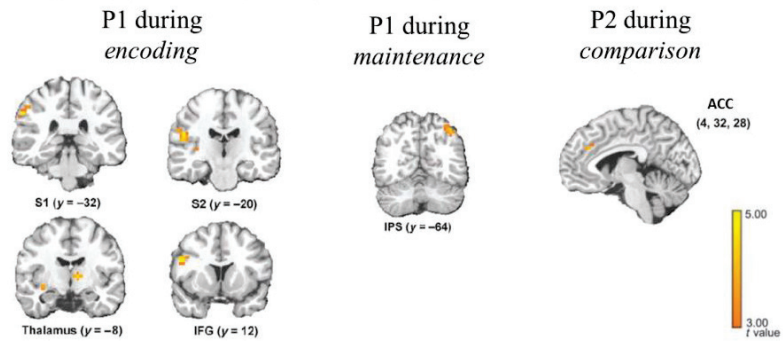 P1 during
encoding
P1 during
maintenance
P2 during
comparison
S1 (y = –32)
S2 (y = –20)
Thalamus (y = –8)
IFG (y = 12)
IPS (y = –64)
ACC
(4, 32, 28)
5.00
3.00
t value